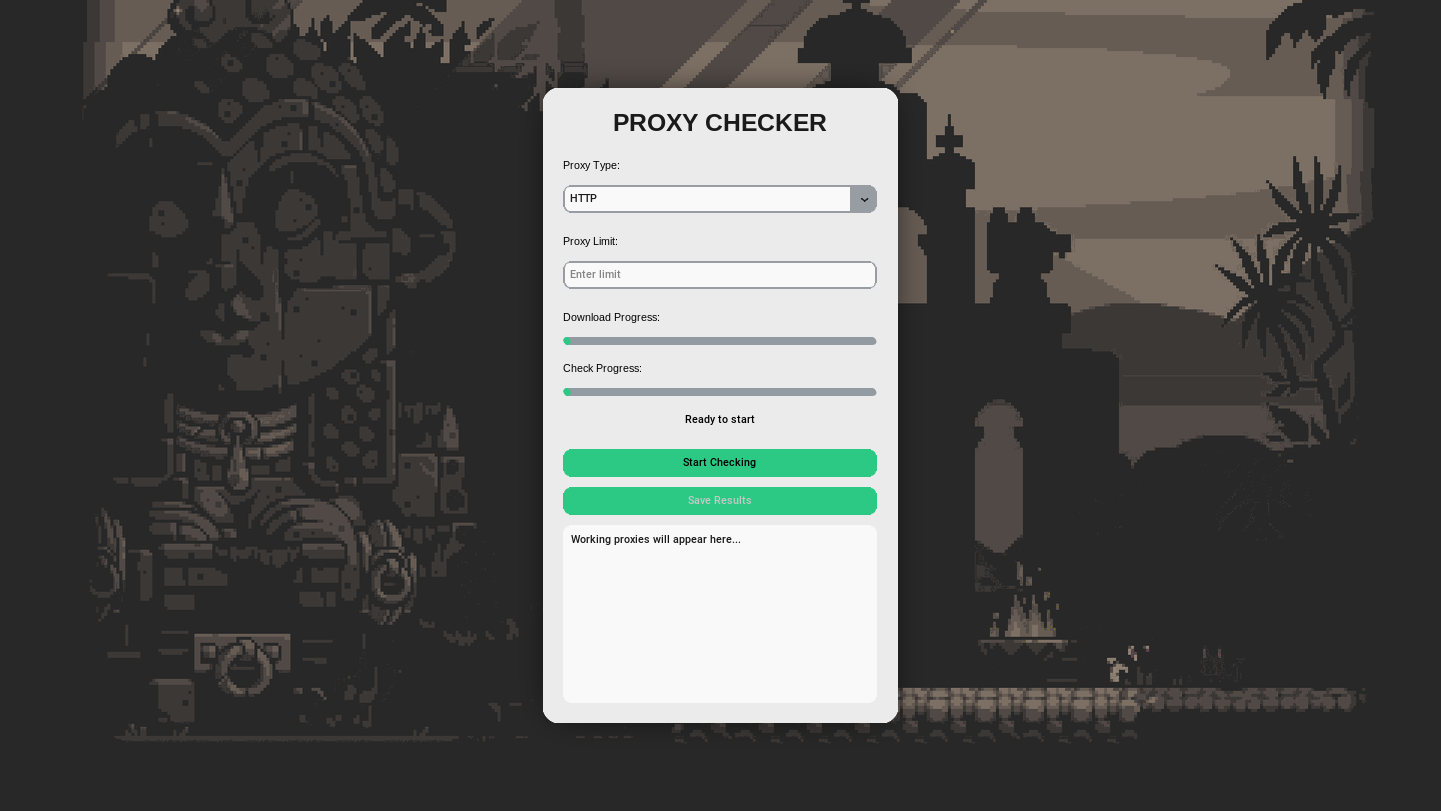 PROXY CHECKER
Proxy Type:
HTTP
Proxy Limit:
Enter limit
Download Progress:
Check Progress:
Ready to start
Start Checking
Save Results
Working proxies will appear here...